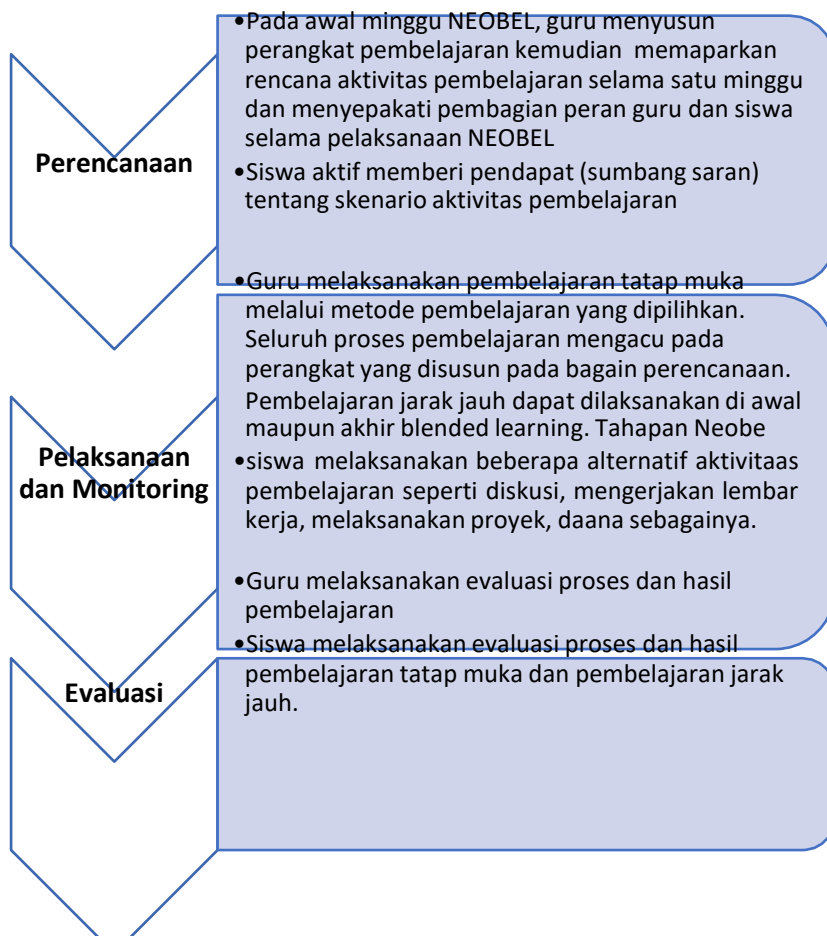 •Pada awal minggu NEOBEL, guru menyusun
perangkat pembelajaran kemudian memaparkan
rencana aktivitas pembelajaran selama satu minggu
dan menyepakati pembagian peran guru dan siswa
selama pelaksanaan NEOBEL
Perencanaan
•Siswa aktif memberi pendapat (sumbang saran)
tentang skenario aktivitas pembelajaran
•Guru melaksanakan pembelajaran tatap muka
melalui metode pembelajaran yang dipilihkan.
Seluruh proses pembelajaran mengacu pada
perangkat yang disusun pada bagain perencanaan.
Pembelajaran jarak jauh dapat dilaksanakan di awal
maupun akhir blended learning. Tahapan Neobe
Pelaksanaan
dan Monitoring
•siswa melaksanakan beberapa alternatif aktivitaas
pembelajaran seperti diskusi, mengerjakan lembar
kerja, melaksanakan proyek, daana sebagainya.
•Guru melaksanakan evaluasi proses dan hasil
pembelajaran
•Siswa melaksanakan evaluasi proses dan hasil
pembelajaran tatap muka dan pembelajaran jarak
jauh.
Evaluasi